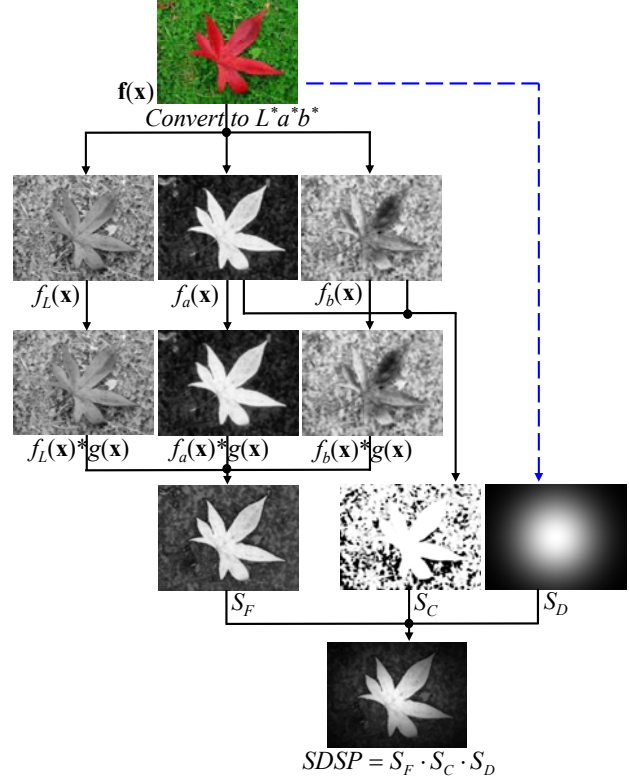 f(x)
Convert to L*a*b*
f_L(x) f_a(x) f_b(x)
f_L(x)*g(x) f_a(x)*g(x) f_b(x)*g(x)
S_F S_C S_D
SDSP = S_F · S_C · S_D